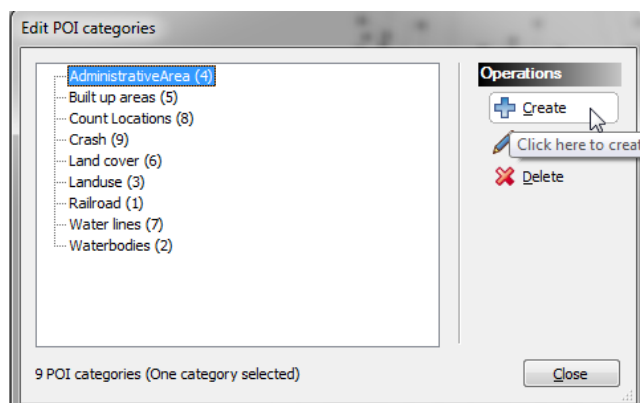 Edit POI categories
AdministrativeArea (4)
Built up areas (5)
Count Locations (8)
Crash (9)
Land cover (6)
Landuse (3)
Railroad (1)
Water lines (7)
Waterbodies (2)
9 POI categories (One category selected)
Operations
Create
Click here to creat
Delete
Close